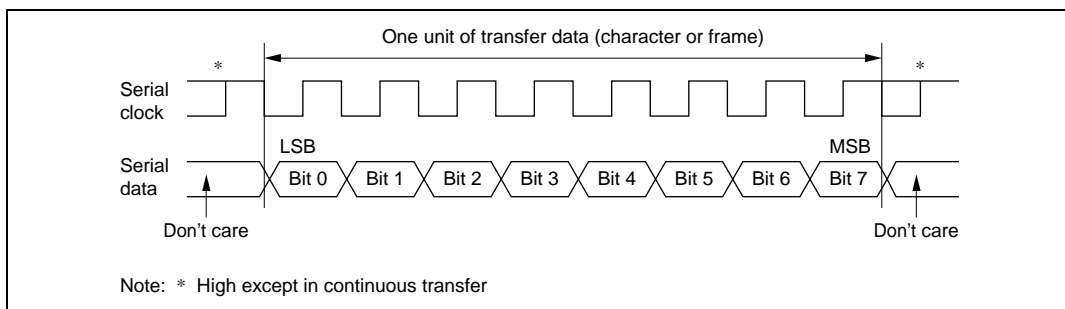 One unit of transfer data (character or frame)
* *
Serial
clock
LSB MSB
Serial
data
Bit 0 Bit 1 Bit 2 Bit 3 Bit 4 Bit 5 Bit 6 Bit 7
Don't care Don't care
Note: * High except in continuous transfer